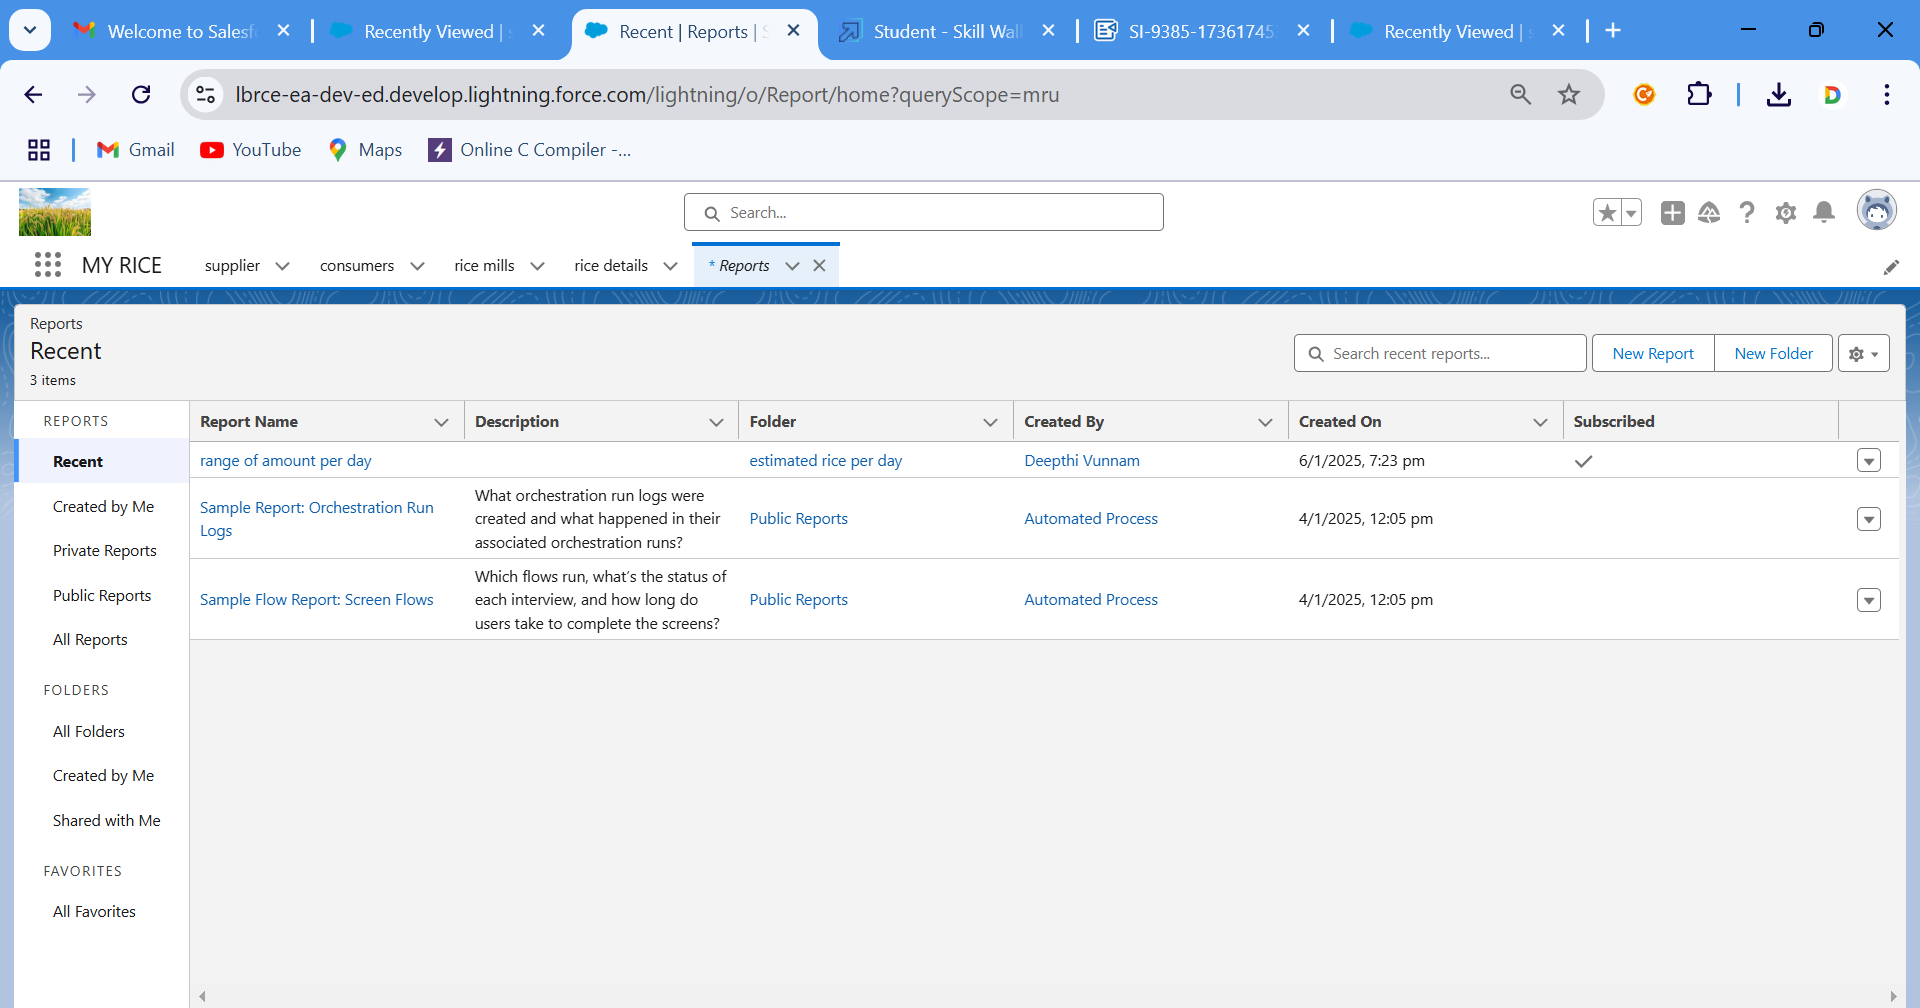 Welcome to Salesf
Recently Viewed |
Recent | Reports |
Student - Skill Wal
SI-9385-17361745
Recently Viewed |
lbrce-ea-dev-ed.develop.lightning.force.com/lightning/o/Report/home?queryScope=mru
D
Gmail
YouTube
Maps
Online C Compiler -...
Search...
MY RICE
supplier
consumers
rice mills
rice details
* Reports
Reports
Recent
3 items
Search recent reports...
New Report
New Folder
REPORTS
Recent
Created by Me
Private Reports
Public Reports
All Reports
FOLDERS
All Folders
Created by Me
Shared with Me
FAVORITES
All Favorites
Report Name
Description
Folder
Created By
Created On
Subscribed
range of amount per day
estimated rice per day
Deepthi Vunnam
6/1/2025, 7:23 pm
Sample Report: Orchestration Run
Logs
What orchestration run logs were
created and what happened in their
associated orchestration runs?
Public Reports
Automated Process
4/1/2025, 12:05 pm
Sample Flow Report: Screen Flows
Which flows run, what's the status of
each interview, and how long do
users take to complete the screens?
Public Reports
Automated Process
4/1/2025, 12:05 pm